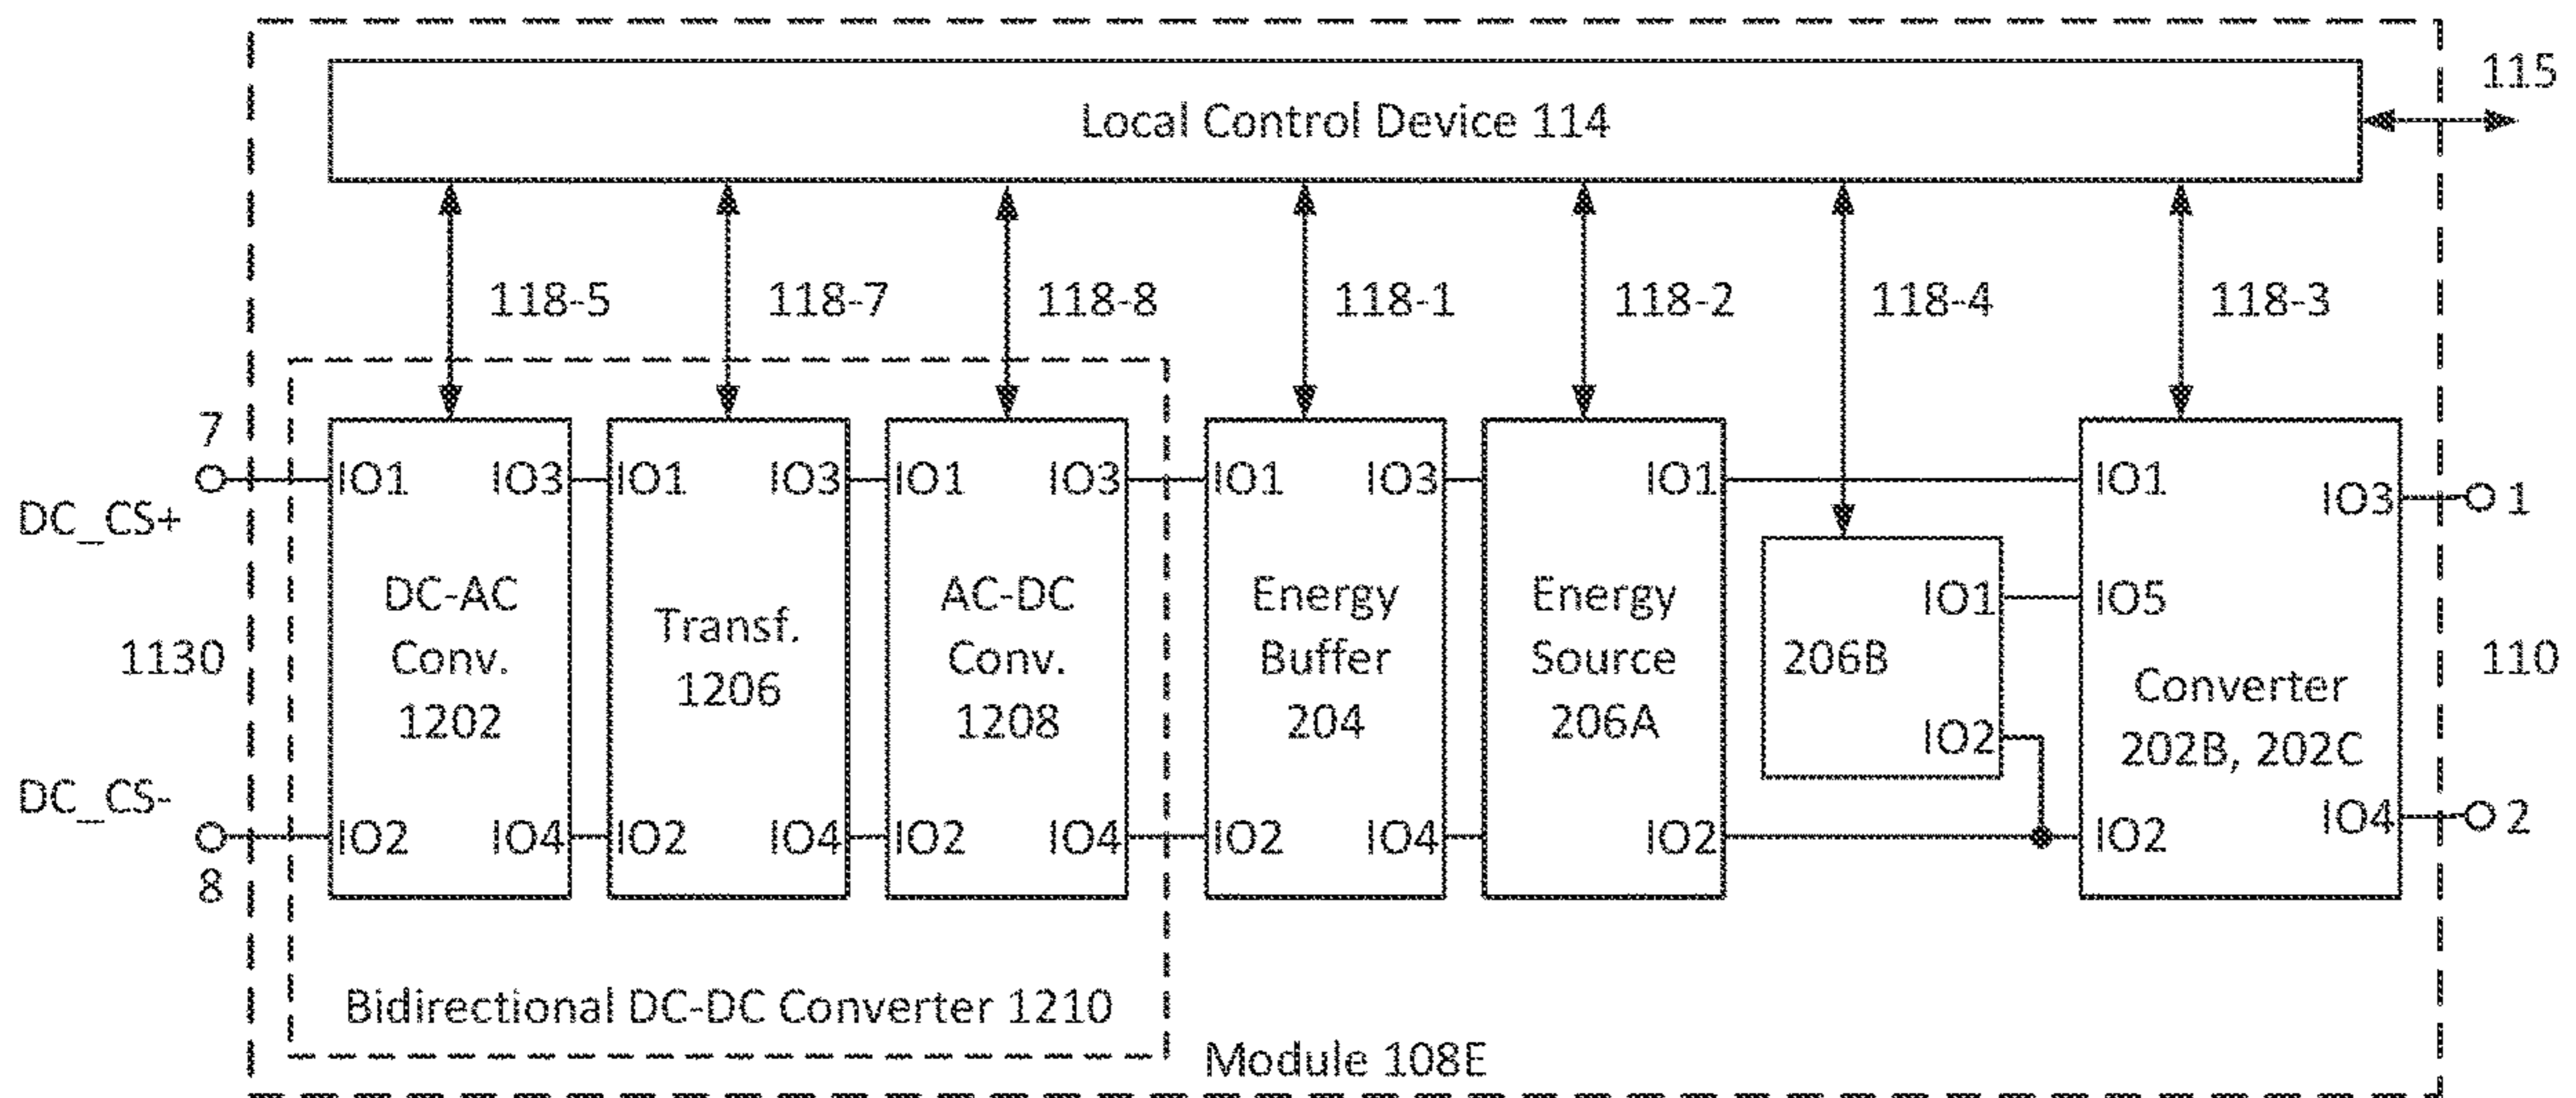 115
Local Control Device 114
118-5
118-7
118-8
118-1
118-2
118-4
118-3
7
IO1
IO3
IO1
IO3
IO1
IO3
IO1
IO3
IO1
IO1
IO3
1
DC_CS+
DC-AC
Conv.
1202
Transf.
1206
AC-DC
Conv.
1208
Energy
Buffer
204
Energy
Source
206A
IO1
206B
IO2
IO5
Converter
202B, 202C
1130
110
DC_CS-
8
IO2
IO4
IO2
IO4
IO2
IO4
IO2
IO4
IO2
IO2
IO4
2
Bidirectional DC-DC Converter 1210
Module 108E